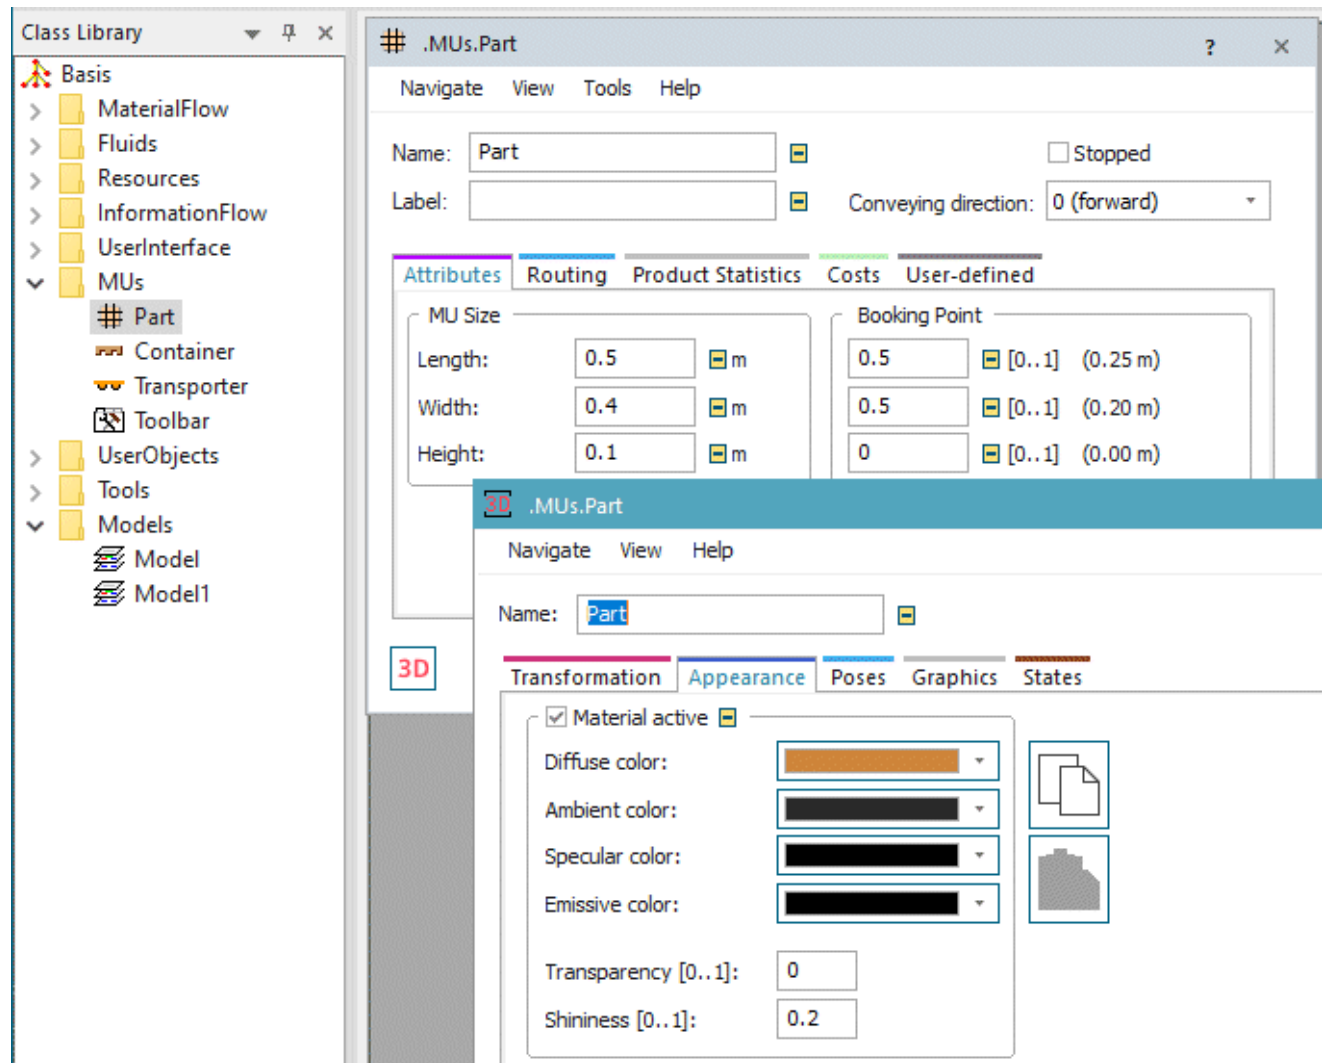 Class Library
Basis
MaterialFlow
Fluids
Resources
InformationFlow
UserInterface
MUs
Part
Container
Transporter
Toolbar
UserObjects
Tools
Models
Model
Model1
.MUs.Part ?
Navigate View Tools Help
Name: Part Stopped
Label: Conveying direction: 0 (forward)
Attributes Routing Product Statistics Costs User-defined
MU Size Booking Point
Length: 0.5 m 0.5 [0..1] (0.25 m)
Width: 0.4 m 0.5 [0..1] (0.20 m)
Height: 0.1 m 0 [0..1] (0.00 m)
3D
3D .MUs.Part
Navigate View Help
Name: Part
Transformation Appearance Poses Graphics States
Material active
Diffuse color:
Ambient color:
Specular color:
Emissive color:
Transparency [0..1]: 0
Shininess [0..1]: 0.2